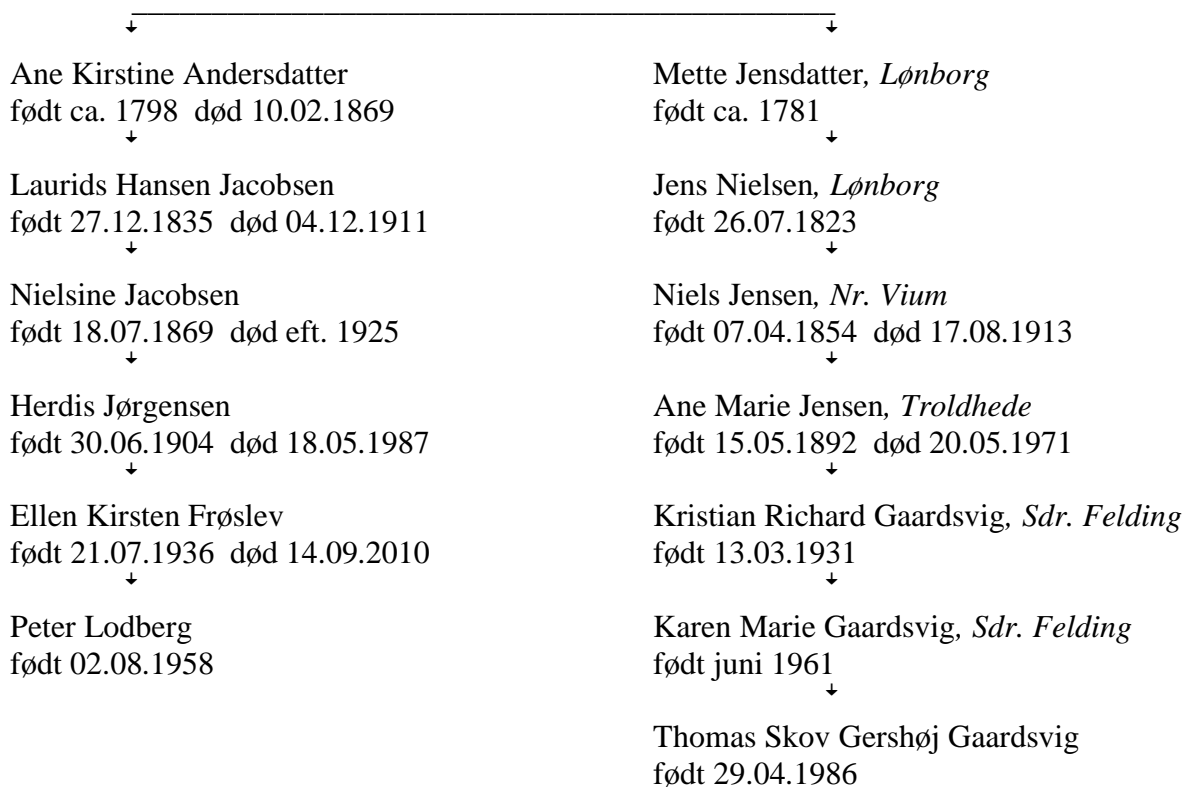 Ane Kirstine Andersdatter
født ca. 1798 død 10.02.1869
Laurids Hansen Jacobsen
født 27.12.1835 død 04.12.1911
Nielsine Jacobsen
født 18.07.1869 død eft. 1925
Herdis Jørgensen
født 30.06.1904 død 18.05.1987
Ellen Kirsten Frøslev
født 21.07.1936 død 14.09.2010
Peter Lodberg
født 02.08.1958
Mette Jensdatter, Lønborg
født ca. 1781
Jens Nielsen, Lønborg
født 26.07.1823
Niels Jensen, Nr. Vium
født 07.04.1854 død 17.08.1913
Ane Marie Jensen, Troldhede
født 15.05.1892 død 20.05.1971
Kristian Richard Gaardsvig, Sdr. Felding
født 13.03.1931
Karen Marie Gaardsvig, Sdr. Felding
født juni 1961
Thomas Skov Gershøj Gaardsvig
født 29.04.1986